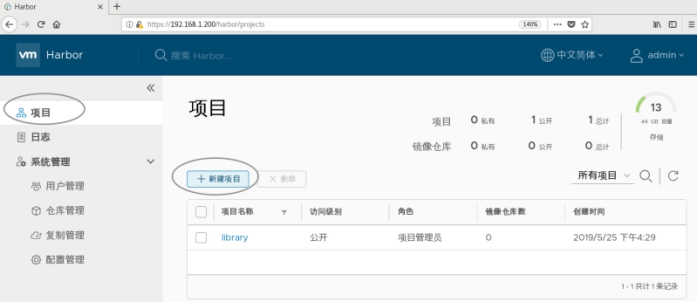 Harbor
https://192.168.1.200/harbor/projects
140%
vm Harbor
搜索 Harbor...
中文简体
admin
项目
日志
系统管理
用户管理
仓库管理
复制管理
配置管理
项目
项目 0 私有 1 公开 1 总计
镜像仓库 0 私有 0 公开 0 总计
13
44 GB 容量
存储
+ 新建项目
× 删除
所有项目
项目名称 访问级别 角色 镜像仓库数 创建时间
library 公开 项目管理员 0 2019/5/25 下午4:29
1 - 1 共计 1 条记录